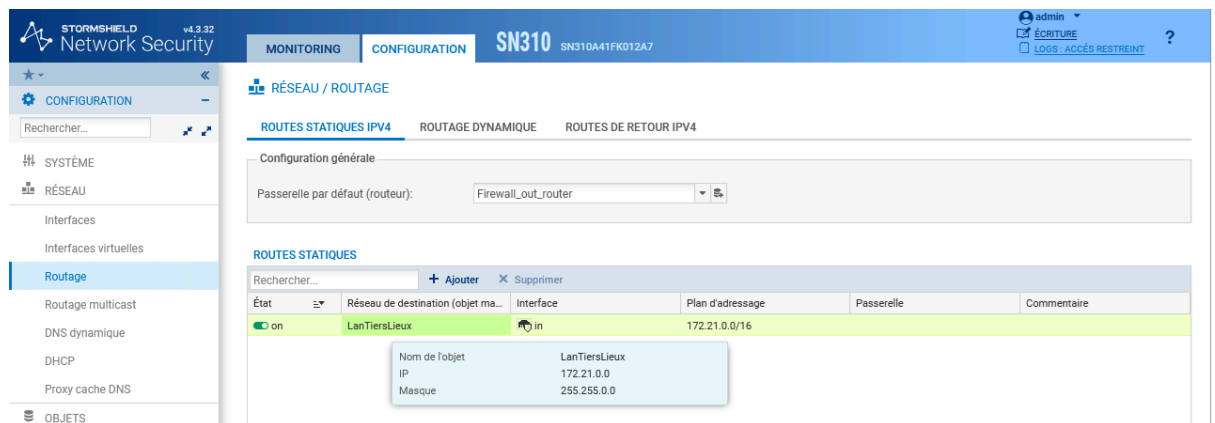 STORMSHIELD v4.3.32
Network Security
MONITORING CONFIGURATION SN310 SN310A41FK012A7
admin
ÉCRITURE
LOGS : ACCÉS RESTREINT
?
CONFIGURATION
Rechercher...
SYSTÈME
RÉSEAU
Interfaces
Interfaces virtuelles
Routage
Routage multicast
DNS dynamique
DHCP
Proxy cache DNS
OBJETS
RÉSEAU / ROUTAGE
ROUTES STATIQUES IPV4 ROUTAGE DYNAMIQUE ROUTES DE RETOUR IPV4
Configuration générale
Passerelle par défaut (routeur): Firewall_out_router
ROUTES STATIQUES
Rechercher... + Ajouter × Supprimer
État Réseau de destination (objet ma... Interface Plan d'adressage Passerelle Commentaire
on LanTiersLieux in 172.21.0.0/16
Nom de l'objet LanTiersLieux
IP 172.21.0.0
Masque 255.255.0.0